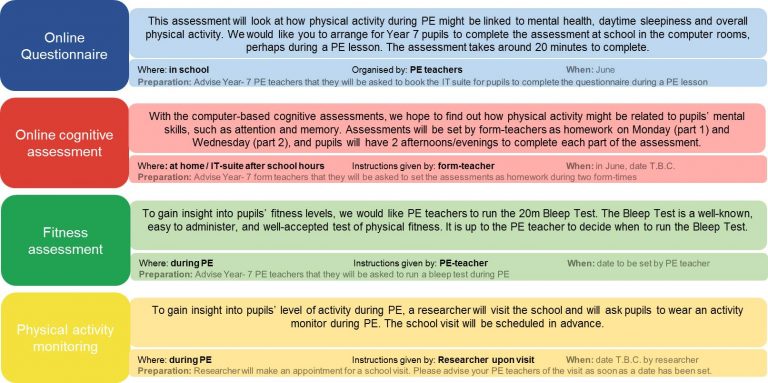 Online
Questionnaire
This assessment will look at how physical activity during PE might be linked to mental health, daytime sleepiness and overall
physical activity. We would like you to arrange for Year 7 pupils to complete the assessment at school in the computer rooms,
perhaps during a PE lesson. The assessment takes around 20 minutes to complete.
Where: in school Organised by: PE teachers When: June
Preparation: Advise Year- 7 PE teachers that they will be asked to book the IT suite for pupils to complete the questionnaire during a PE lesson
Online cognitive
assessment
With the computer-based cognitive assessments, we hope to find out how physical activity might be related to pupils' mental
skills, such as attention and memory. Assessments will be set by form-teachers as homework on Monday (part 1) and
Wednesday (part 2), and pupils will have 2 afternoons/evenings to complete each part of the assessment.
Where: at home / IT-suite after school hours Instructions given by: form-teacher When: in June, date T.B.C.
Preparation: Advise Year- 7 form teachers that they will be asked to set the assessments as homework during two form-times
Fitness
assessment
To gain insight into pupils' fitness levels, we would like PE teachers to run the 20m Bleep Test. The Bleep Test is a well-known,
easy to administer, and well-accepted test of physical fitness. It is up to the PE teacher to decide when to run the Bleep Test.
Where: during PE Instructions given by: PE-teacher When: date to be set by PE teacher
Preparation: Advise Year- 7 PE teachers that they will be asked to run a bleep test during PE
Physical activity
monitoring
To gain insight into pupils' level of activity during PE, a researcher will visit the school and will ask pupils to wear an activity
monitor during PE. The school visit will be scheduled in advance.
Where: during PE Instructions given by: Researcher upon visit When: date T.B.C. by researcher
Preparation: Researcher will make an appointment for a school visit. Please advise your PE teachers of the visit as soon as a date has been set.